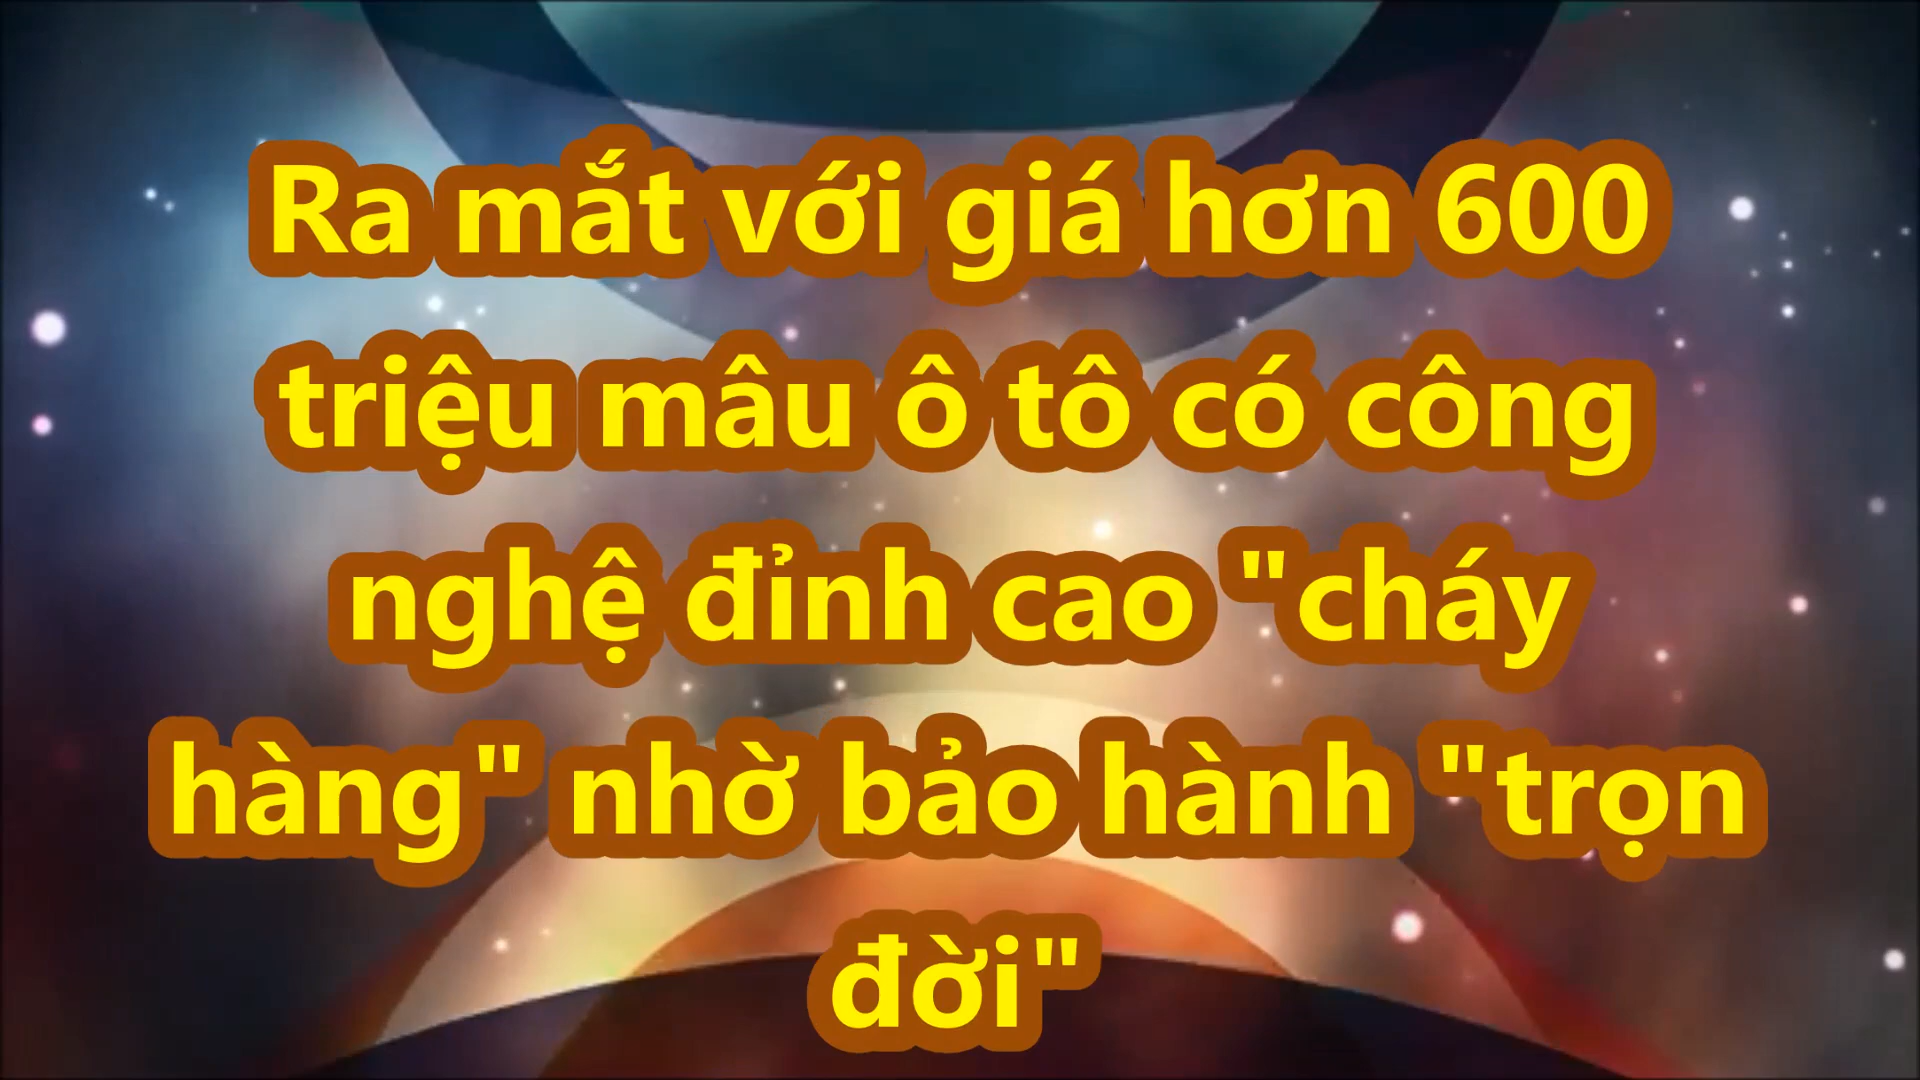 Ra mắt với giá hơn 600
triệu mâu ô tô có công
nghệ đỉnh cao "cháy
hàng" nhờ bảo hành "trọn
đời"